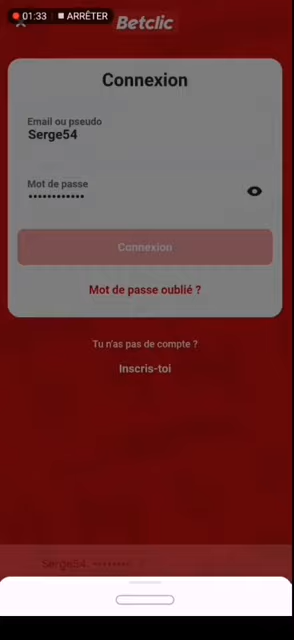 01:33 ARRÊTER
Betclic
Connexion
Email ou pseudo
Serge54
Mot de passe
••••••••••••
Connexion
Mot de passe oublié ?
Tu n'as pas de compte ?
Inscris-toi
Serge54, ••••••••